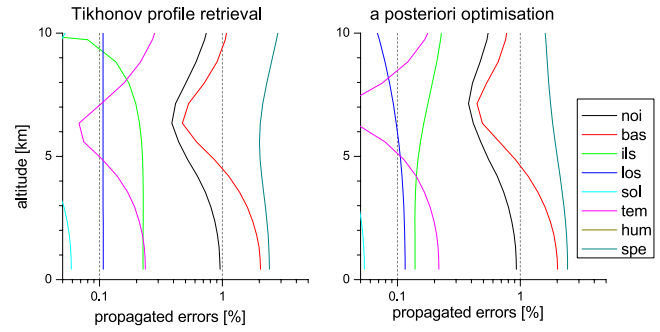 Tikhonov profile retrieval
a posteriori optimisation
altitude [km]
10
5
0
0.1
1
propagated errors [%]
10
5
0
0.1
1
propagated errors [%]
noi
bas
ils
los
sol
tem
hum
spe